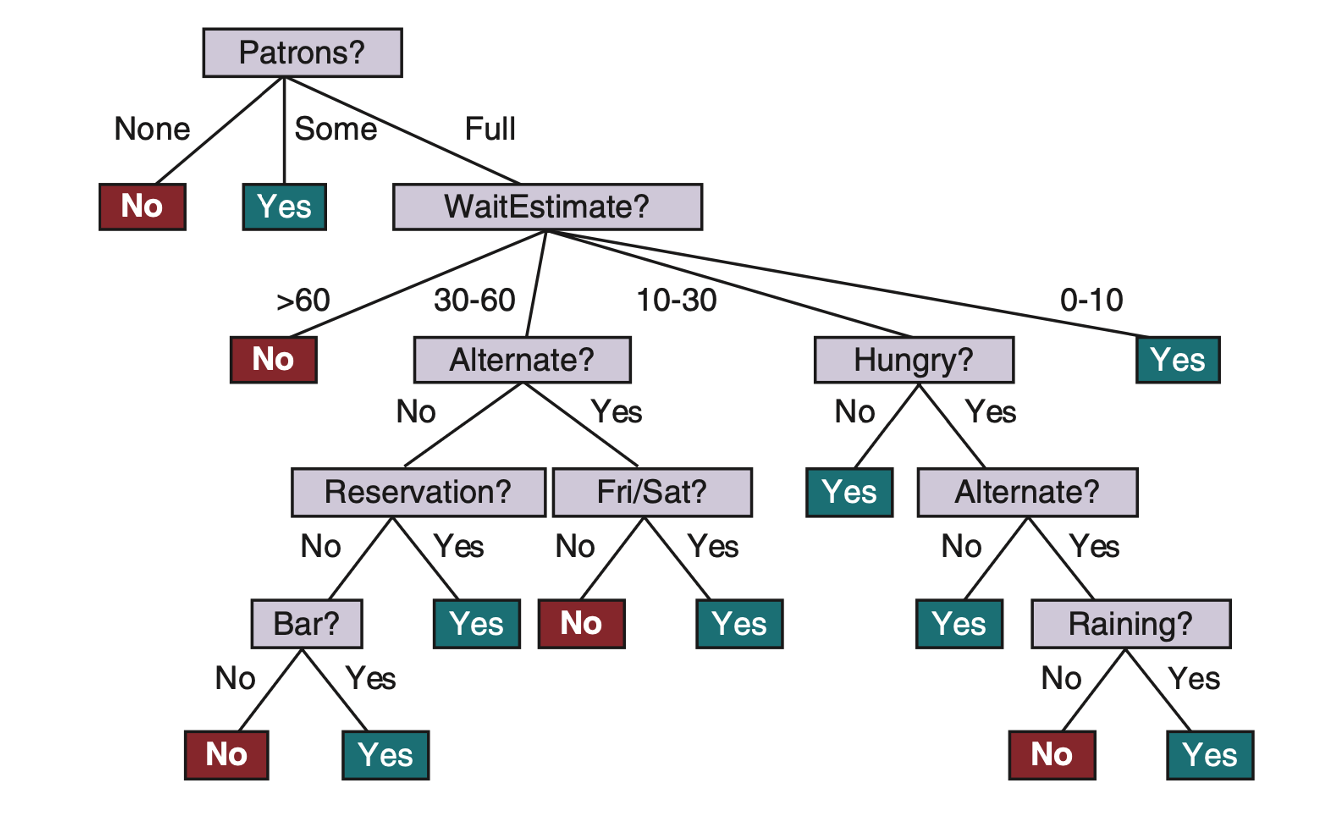 Patrons?
None Some Full
No Yes WaitEstimate?
>60 30-60 10-30 0-10
No Alternate? Hungry? Yes
No Yes No Yes
Reservation? Fri/Sat? Yes Alternate?
No Yes No Yes No Yes
Bar? Yes No Yes Yes Raining?
No Yes No Yes
No Yes No Yes